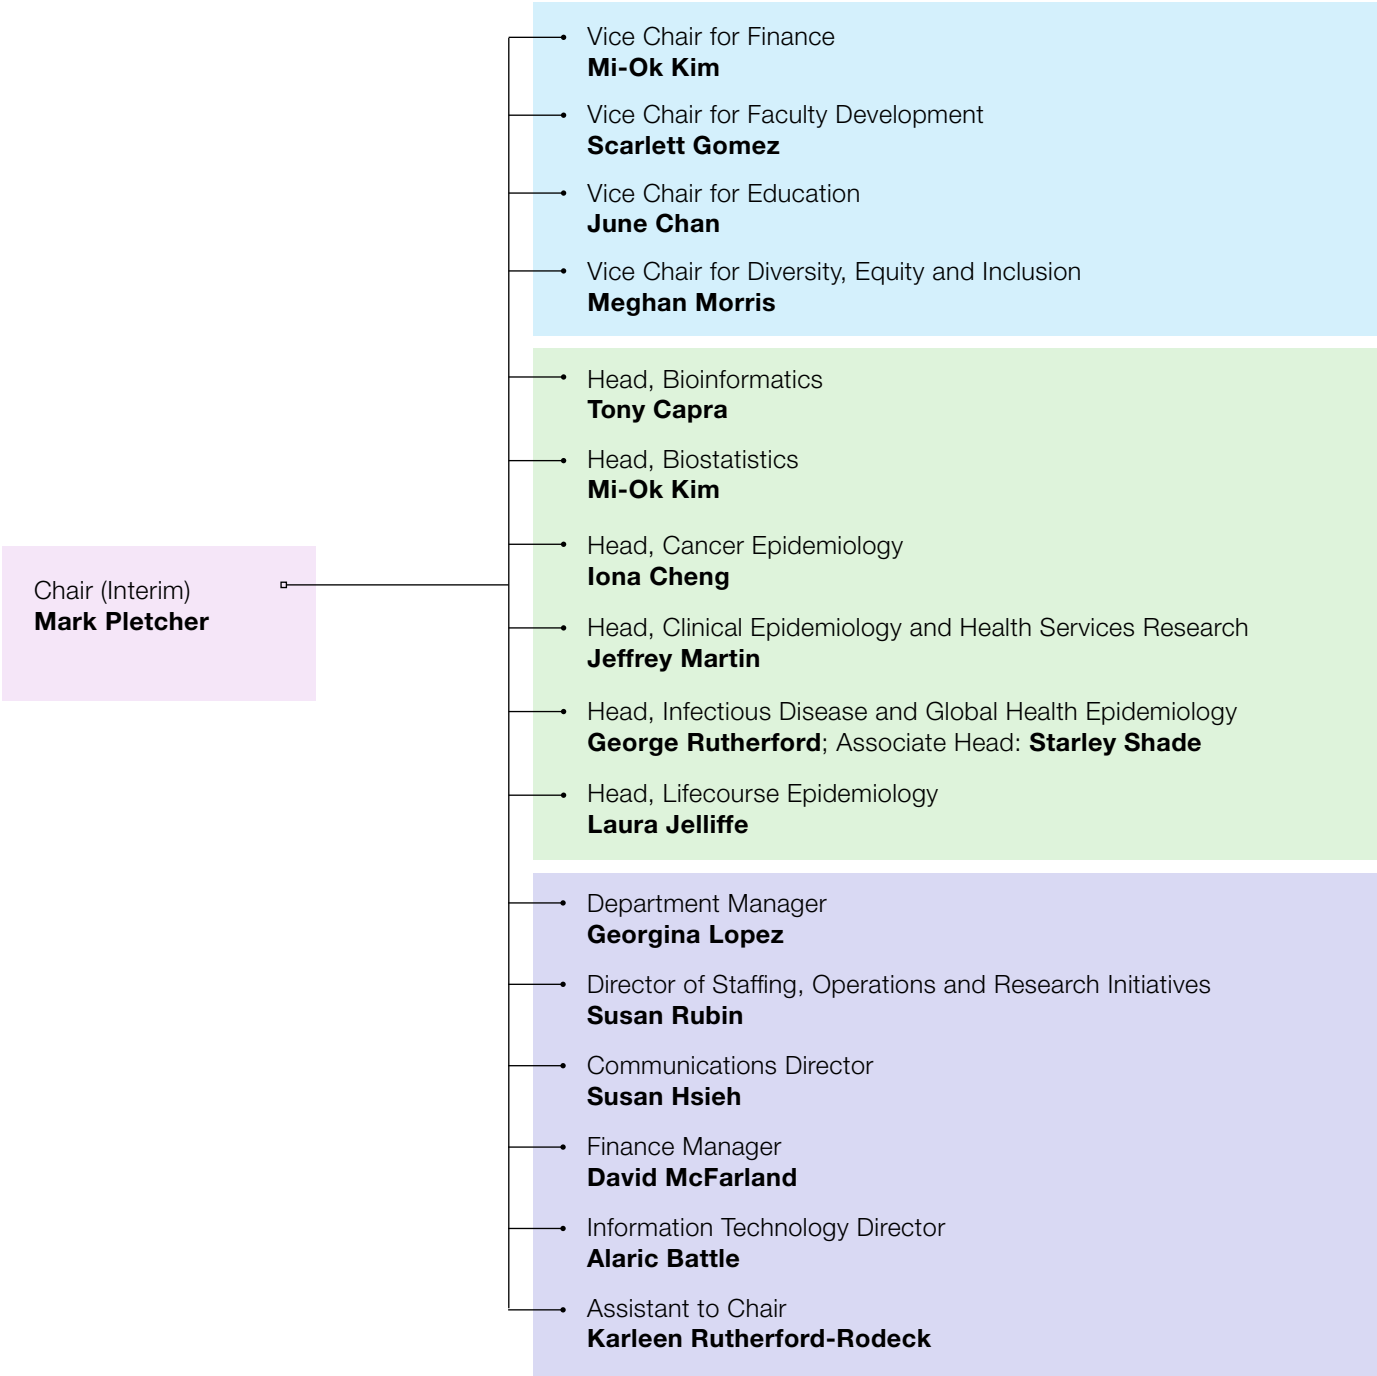 Vice Chair for Finance
Mi-Ok Kim
Vice Chair for Faculty Development
Scarlett Gomez
Vice Chair for Education
June Chan
Vice Chair for Diversity, Equity and Inclusion
Meghan Morris
Head, Bioinformatics
Tony Capra
Head, Biostatistics
Mi-Ok Kim
Head, Cancer Epidemiology
Iona Cheng
Chair (Interim)
Mark Pletcher
Head, Clinical Epidemiology and Health Services Research
Jeffrey Martin
Head, Infectious Disease and Global Health Epidemiology
George Rutherford; Associate Head: Starley Shade
Head, Lifecourse Epidemiology
Laura Jelliffe
Department Manager
Georgina Lopez
Director of Staffing, Operations and Research Initiatives
Susan Rubin
Communications Director
Susan Hsieh
Finance Manager
David McFarland
Information Technology Director
Alaric Battle
Assistant to Chair
Karleen Rutherford-Rodeck